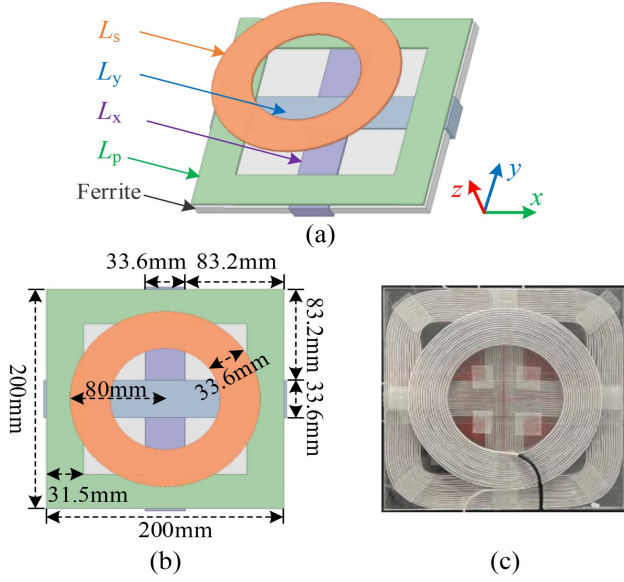 Ls
Ly
Lx
Lp
Ferrite
z
y
x
(a)
33.6mm 83.2mm
83.2mm
33.6mm
200mm
80mm
33.6mm
31.5mm
200mm
(b)
(c)